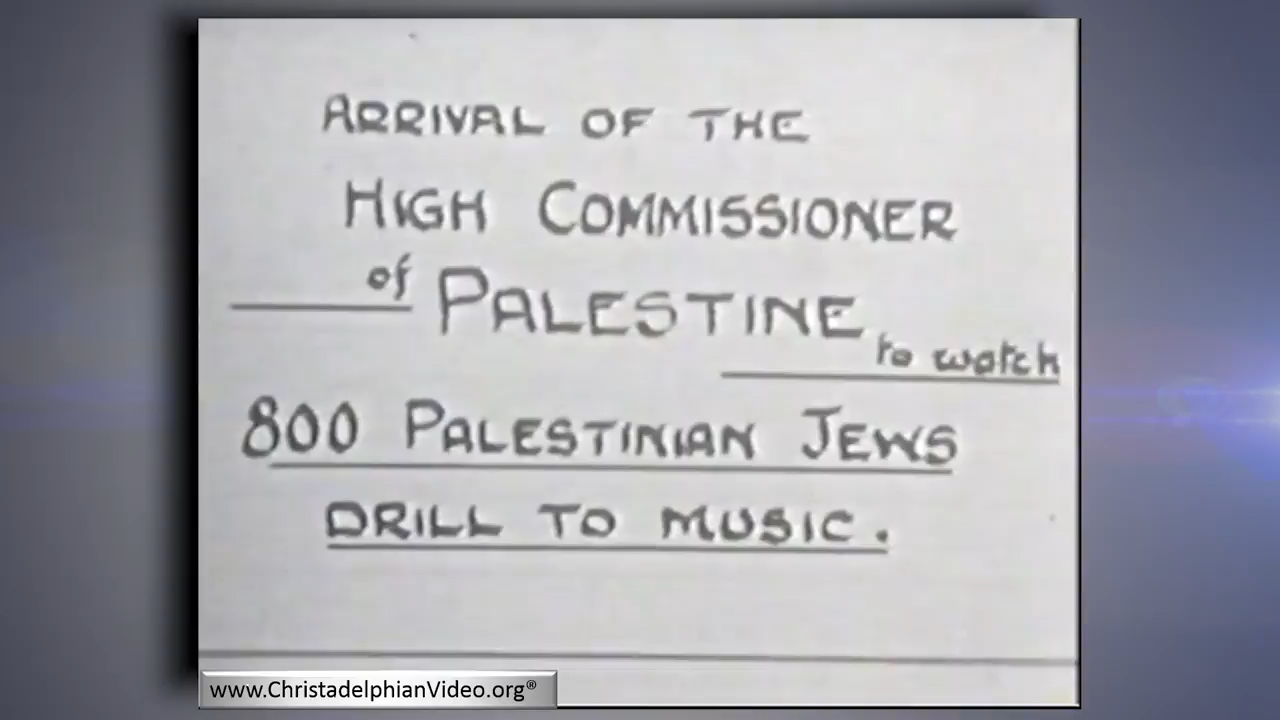 ARRIVAL OF THE
HIGH COMMISSIONER
of PALESTINE to watch
800 PALESTINIAN JEWS
DRILL TO MUSIC.
www.ChristadelphianVideo.org®